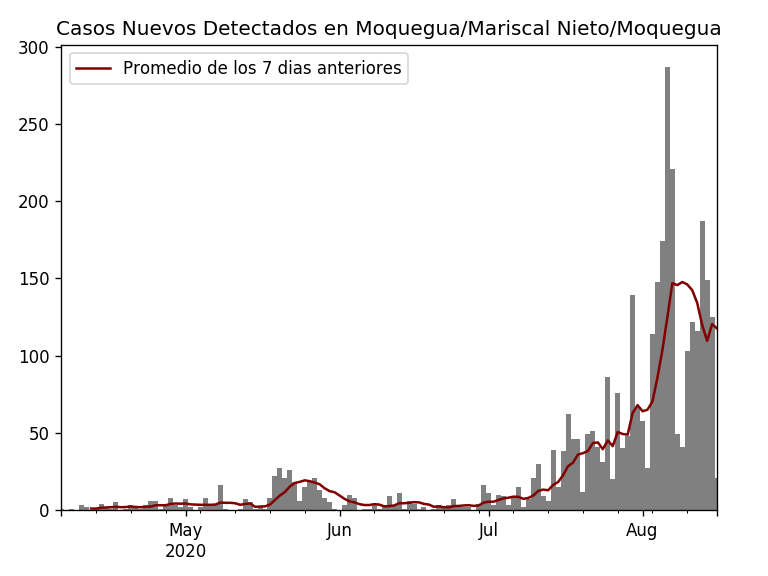 Casos Nuevos Detectados en Moquegua/Mariscal Nieto/Moquegua
Promedio de los 7 dias anteriores
300
250
200
150
100
50
0
May Jun Jul Aug
2020